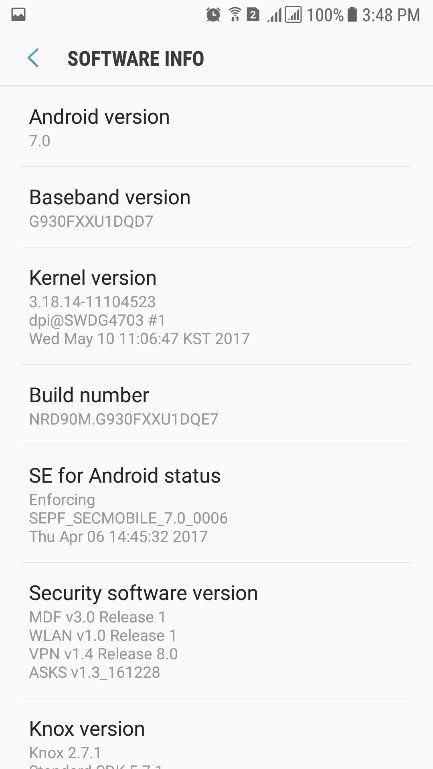 2 100% 3:48 PM
SOFTWARE INFO
Android version
7.0
Baseband version
G930FXXU1DQD7
Kernel version
3.18.14-11104523
dpi@SWDG4703 #1
Wed May 10 11:06:47 KST 2017
Build number
NRD90M.G930FXXU1DQE7
SE for Android status
Enforcing
SEPF_SECMOBILE_7.0_0006
Thu Apr 06 14:45:32 2017
Security software version
MDF v3.0 Release 1
WLAN v1.0 Release 1
VPN v1.4 Release 8.0
ASKS v1.3_161228
Knox version
Knox 2.7.1